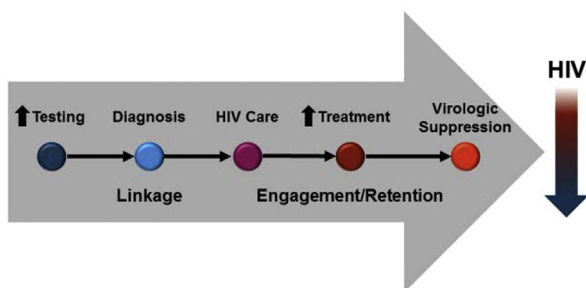 HIV
Testing
Diagnosis
HIV Care
Treatment
Virologic
Suppression
Linkage
Engagement/Retention